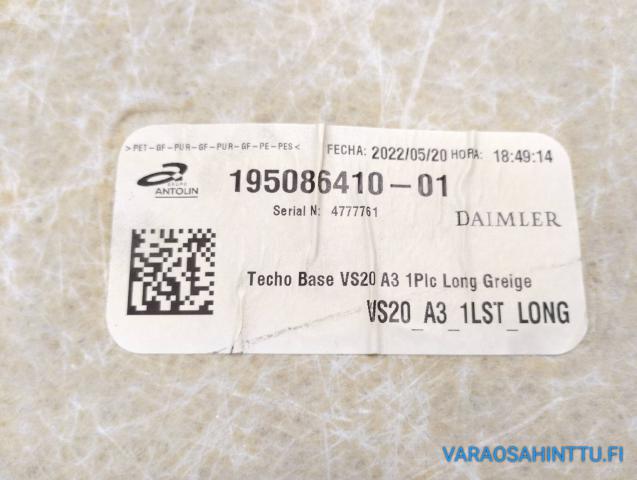 >PET-GF-PUR-GF-PUR-GF-PE-PES< FECHA: 2022/05/20 HORA: 18:49:14
GRUPO
ANTOLIN
195086410-01
Serial N: 4777761
DAIMLER
Techo Base VS20 A3 1Plc Long Greige
VS20_A3_1LST_LONG
VARAOSAHINTTU.FI